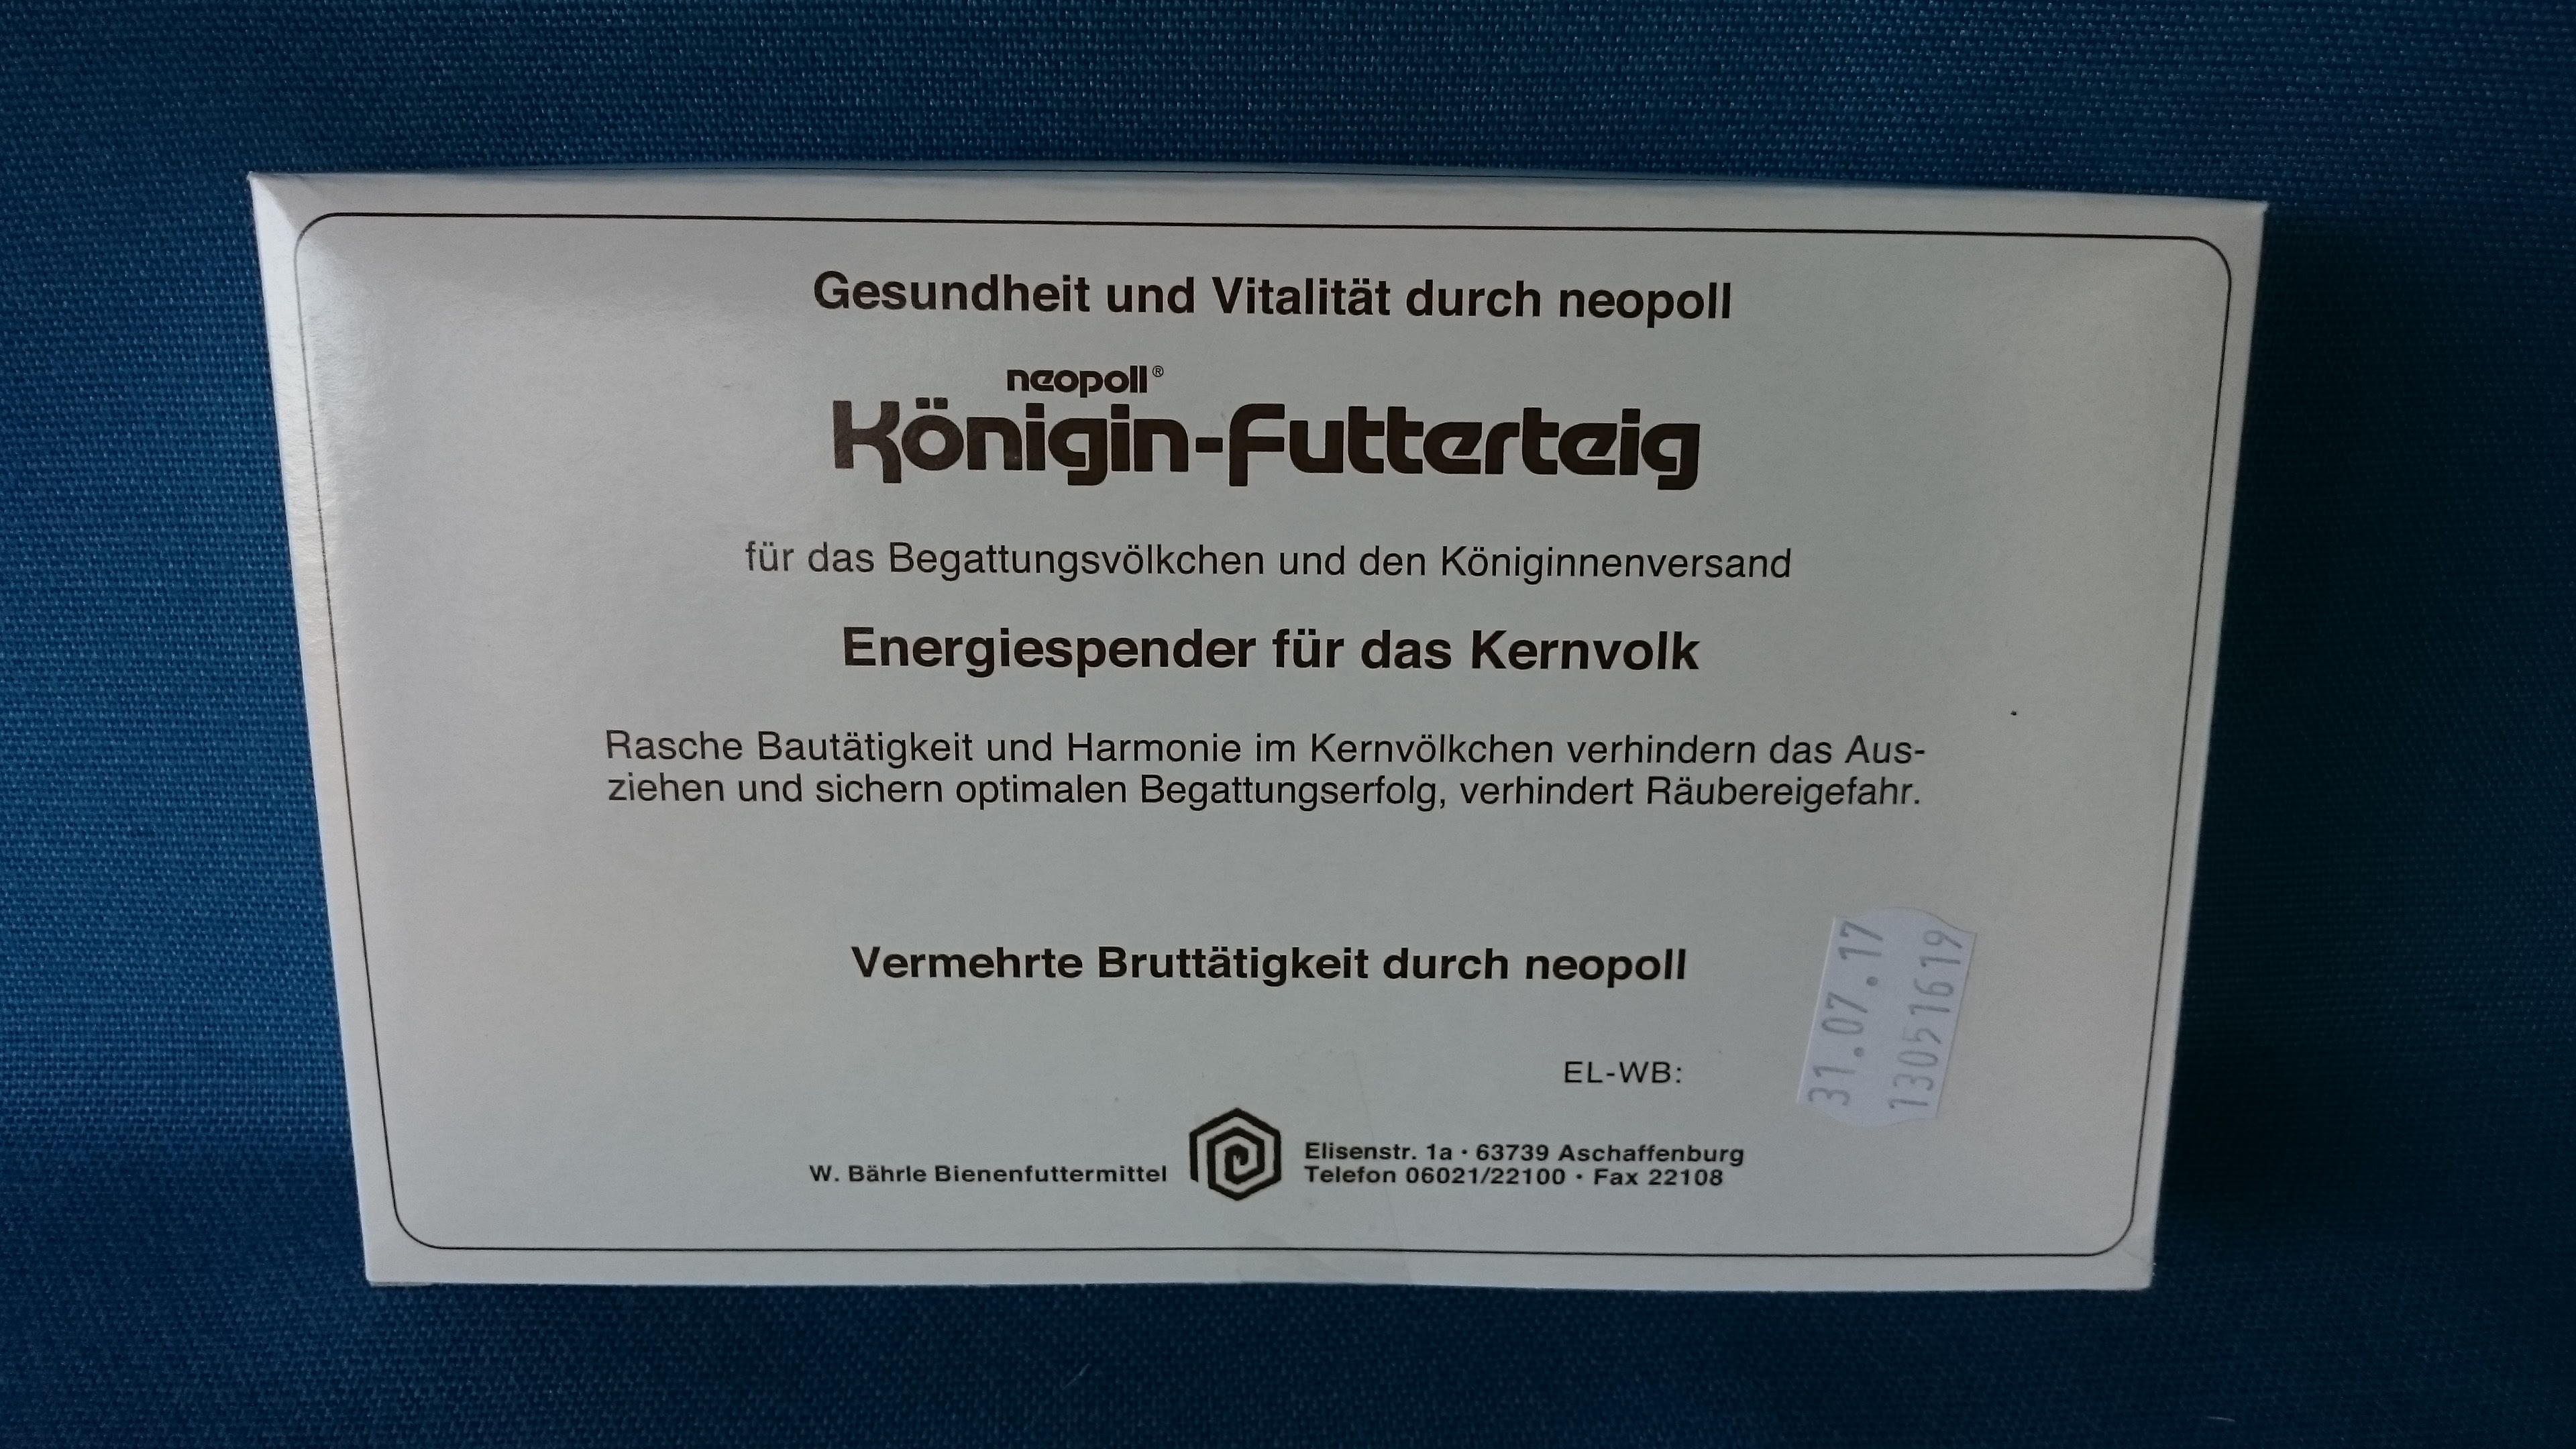 Gesundheit und Vitalität durch neopoll
neopoll®
Königin-Futterteig
für das Begattungsvölkchen und den Königinnenversand
Energiespender für das Kernvolk
Rasche Bautätigkeit und Harmonie im Kernvölkchen verhindern das Aus-
ziehen und sichern optimalen Begattungserfolg, verhindert Räubereigefahr.
Vermehrte Bruttätigkeit durch neopoll
EL-WB:
31.07.17
13051619
W. Bährle Bienenfuttermittel
Elisenstr. 1a · 63739 Aschaffenburg
Telefon 06021/22100 · Fax 22108